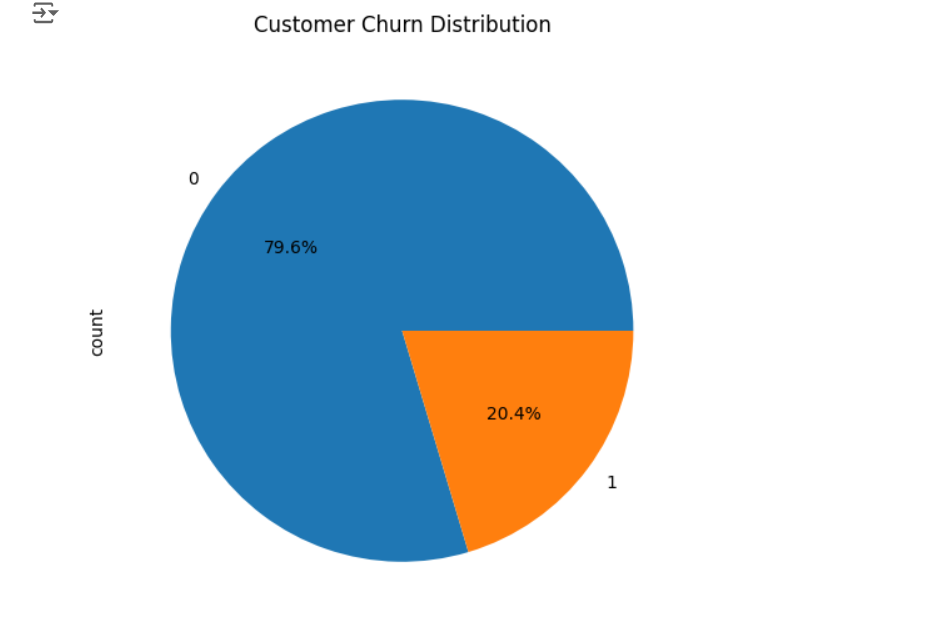 Customer Churn Distribution
0
79.6%
count
20.4%
1